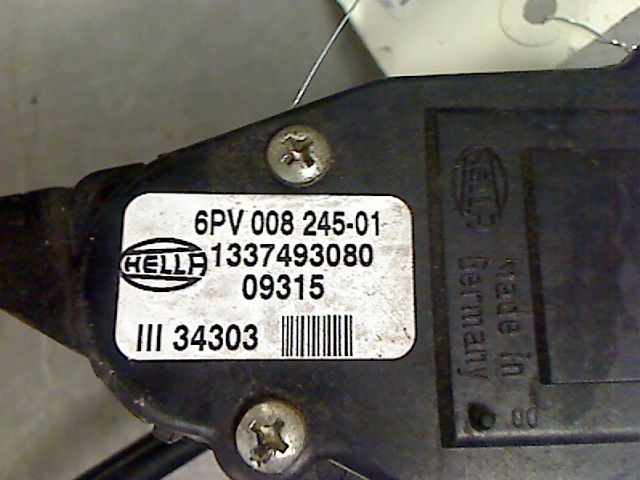 6PV 008 245-01
HELLA 1337493080
09315
III 34303
HELLA
Made in
Germany